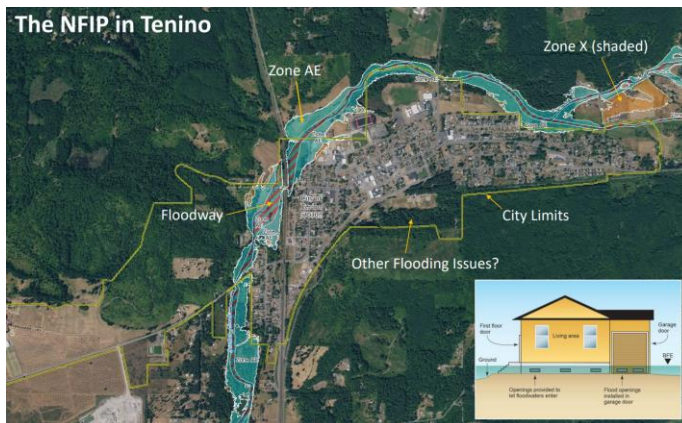 The NFIP in Tenino
Zone X (shaded)
Zone AE
Floodway
City Limits
Other Flooding Issues?
First floor
door
Living area
Garage
door
Ground
BFE
Openings provided to
let floodwaters enter
Flood openings
installed in
garage door